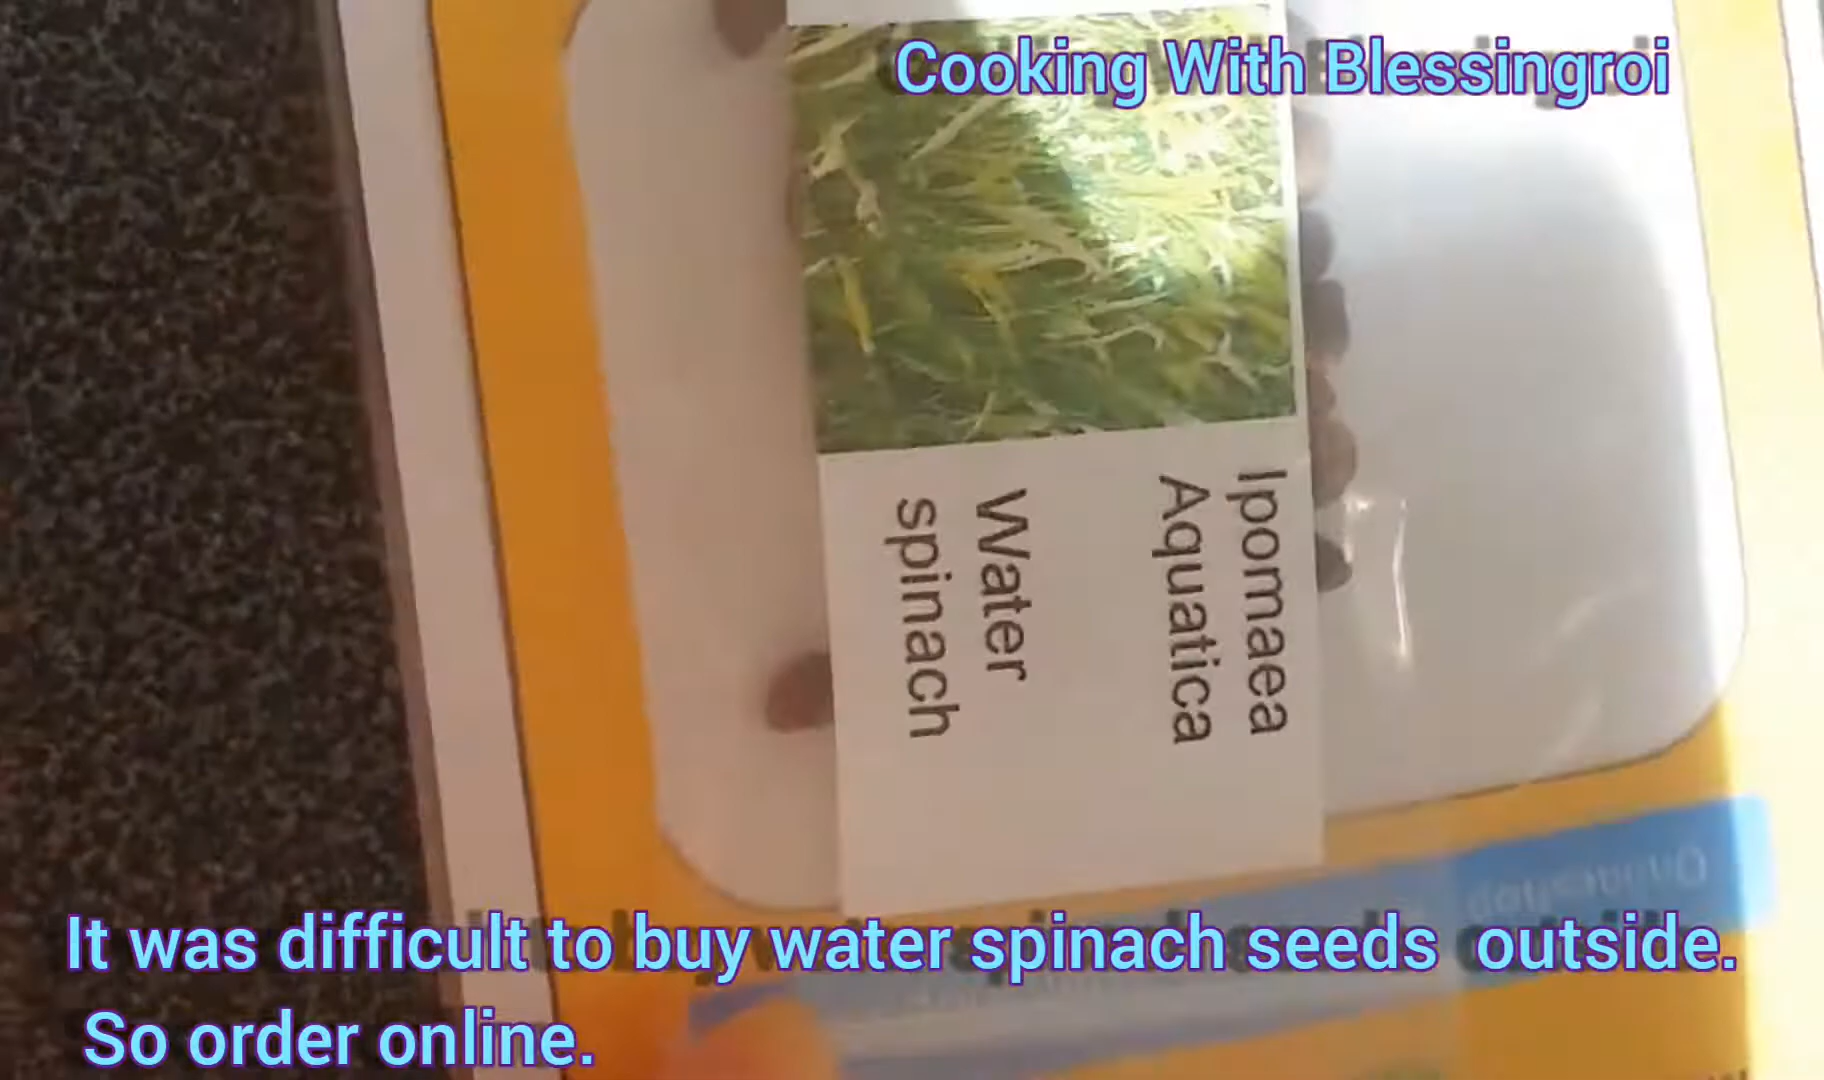 Cooking With Blessingroi
Ipomaea
Aquatica
Water
spinach
It was difficult to buy water spinach seeds outside.
So order online.